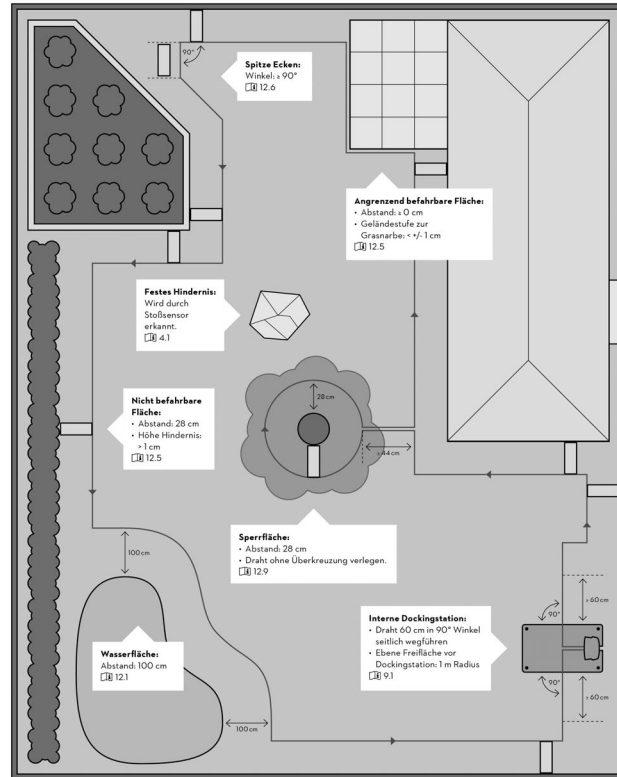 90°
Spitze Ecken:
Winkel: ≥ 90°
12.6
Angrenzend befahrbare Fläche:
• Abstand: ≥ 0 cm
• Geländestufe zur
Grasnarbe: < +/- 1 cm
12.5
Festes Hindernis:
Wird durch
Stoßsensor
erkannt.
4.1
28 cm
Nicht befahrbare
Fläche:
• Abstand: 28 cm
• Höhe Hindernis:
> 1 cm
12.5
≥ 44 cm
Sperrfläche:
• Abstand: 28 cm
• Draht ohne Überkreuzung verlegen.
12.9
100 cm
≥ 60 cm
90°
Interne Dockingstation:
• Draht 60 cm in 90° Winkel
seitlich wegführen
• Ebene Freifläche vor
Dockingstation: 1 m Radius
9.1
Wasserfläche:
Abstand: 100 cm
12.1
90°
≥ 60 cm
100 cm